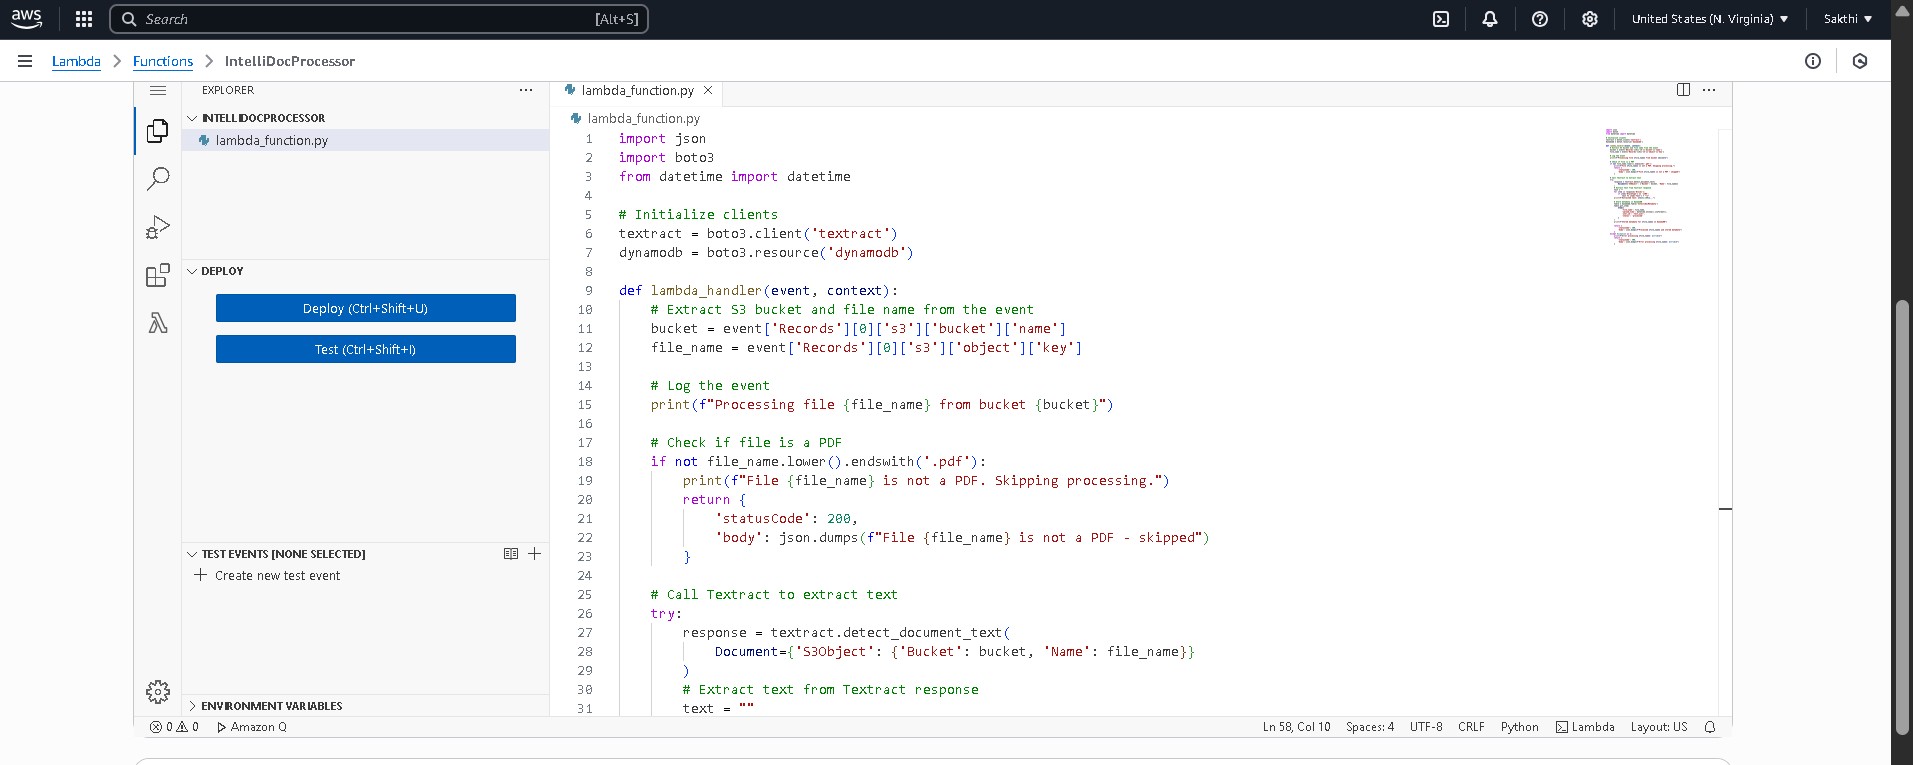 aws
Search [Alt+S]
United States (N. Virginia) ▼ Sakthi ▼
Lambda > Functions > IntelliDocProcessor
EXPLORER
INTELLIDOCPROCESSOR
lambda_function.py
DEPLOY
Deploy (Ctrl+Shift+U)
Test (Ctrl+Shift+I)
TEST EVENTS [NONE SELECTED]
Create new test event
ENVIRONMENT VARIABLES
lambda_function.py
lambda_function.py
1 import json
2 import boto3
3 from datetime import datetime
4
5 # Initialize clients
6 textract = boto3.client('textract')
7 dynamodb = boto3.resource('dynamodb')
8
9 def lambda_handler(event, context):
10 # Extract S3 bucket and file name from the event
11 bucket = event['Records'][0]['s3']['bucket']['name']
12 file_name = event['Records'][0]['s3']['object']['key']
13
14 # Log the event
15 print(f"Processing file {file_name} from bucket {bucket}")
16
17 # Check if file is a PDF
18 if not file_name.lower().endswith('.pdf'):
19 print(f"File {file_name} is not a PDF. Skipping processing.")
20 return {
21 'statusCode': 200,
22 'body': json.dumps(f"File {file_name} is not a PDF - skipped")
23 }
24
25 # Call Textract to extract text
26 try:
27 response = textract.detect_document_text(
28 Document={'S3Object': {'Bucket': bucket, 'Name': file_name}}
29 )
30 # Extract text from Textract response
31 text = ""
0 0 Amazon Q
Ln 58, Col 10 Spaces: 4 UTF-8 CRLF Python Lambda Layout: US